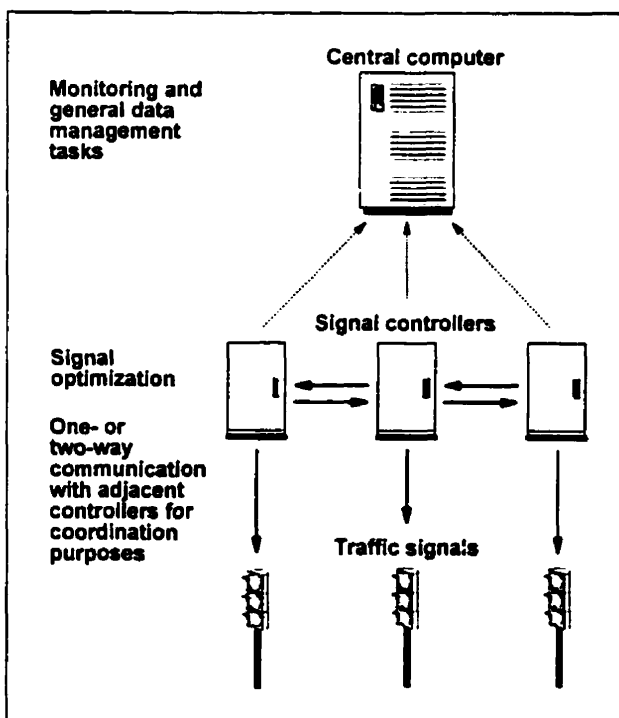 Central computer
Monitoring and
general data
management
tasks
Signal controllers
Signal
optimization
One- or
two-way
communication
with adjacent
controllers for
coordination
purposes
Traffic signals